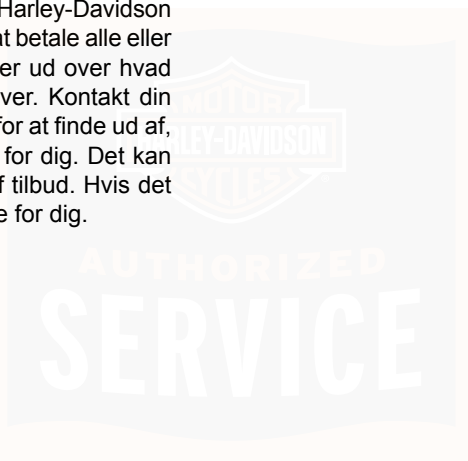 Harley-Davidson
at betale alle eller
er ud over hvad
ver. Kontakt din
for at finde ud af,
for dig. Det kan
f tilbud. Hvis det
e for dig.
MOTOR
HARLEY-DAVIDSON
CYCLES
AUTHORIZED
SERVICE